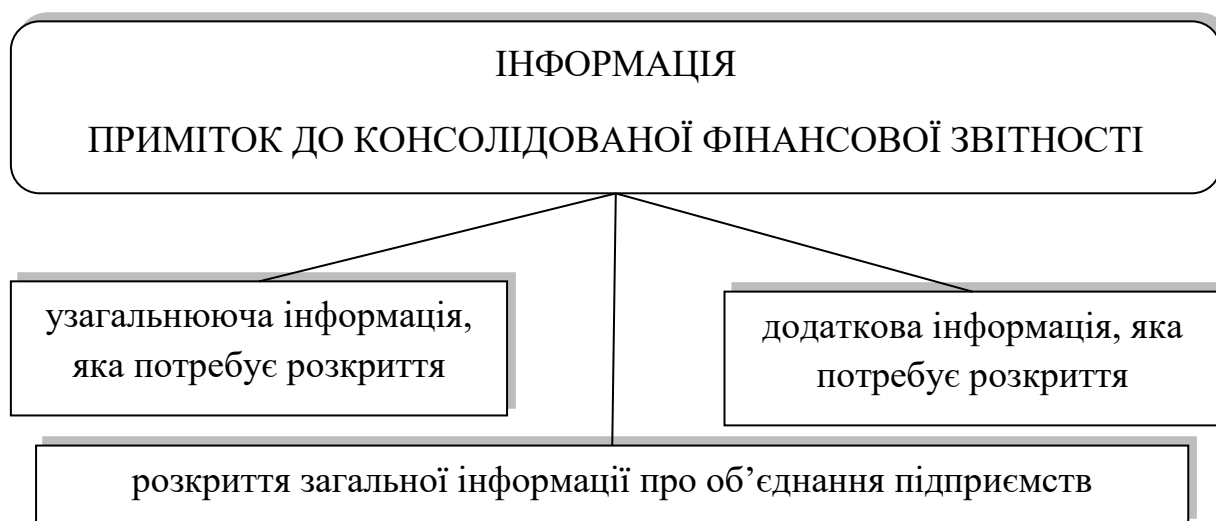 ІНФОРМАЦІЯ
ПРИМІТОК ДО КОНСОЛІДОВАНОЇ ФІНАНСОВОЇ ЗВІТНОСТІ
узагальнююча інформація,
яка потребує розкриття
додаткова інформація, яка
потребує розкриття
розкриття загальної інформації про об’єднання підприємств